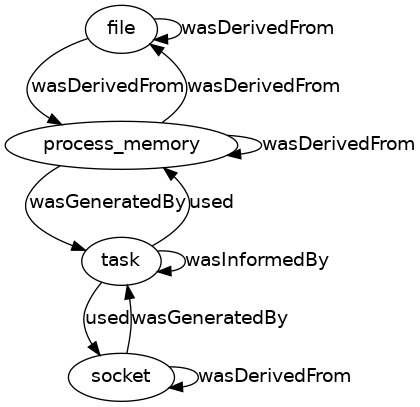 file
wasDerivedFrom
wasDerivedFrom
wasDerivedFrom
process_memory
wasDerivedFrom
wasGeneratedBy
used
task
wasInformedBy
used
wasGeneratedBy
socket
wasDerivedFrom